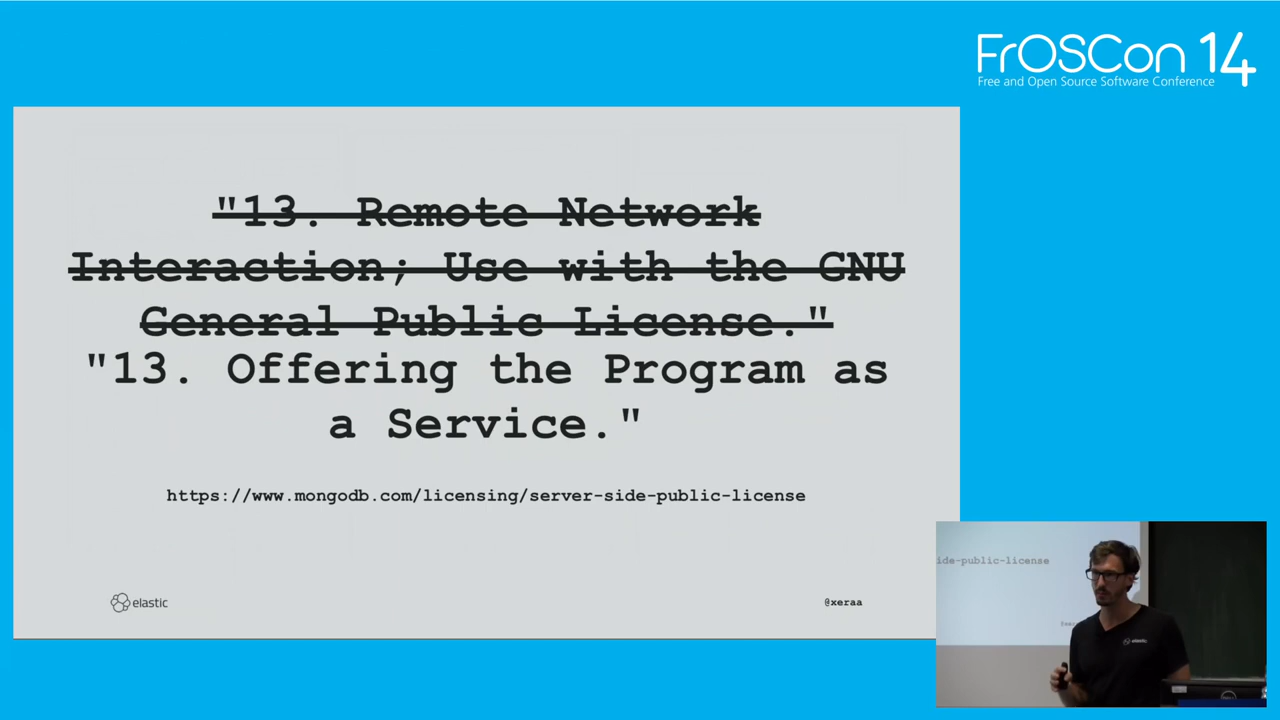 FrOSCon 14
Free and Open Source Software Conference
"13. Remote Network
Interaction; Use with the GNU
General Public License."
"13. Offering the Program as
a Service."
https://www.mongodb.com/licensing/server-side-public-license
elastic
@xeraa
ide-public-license
elastic